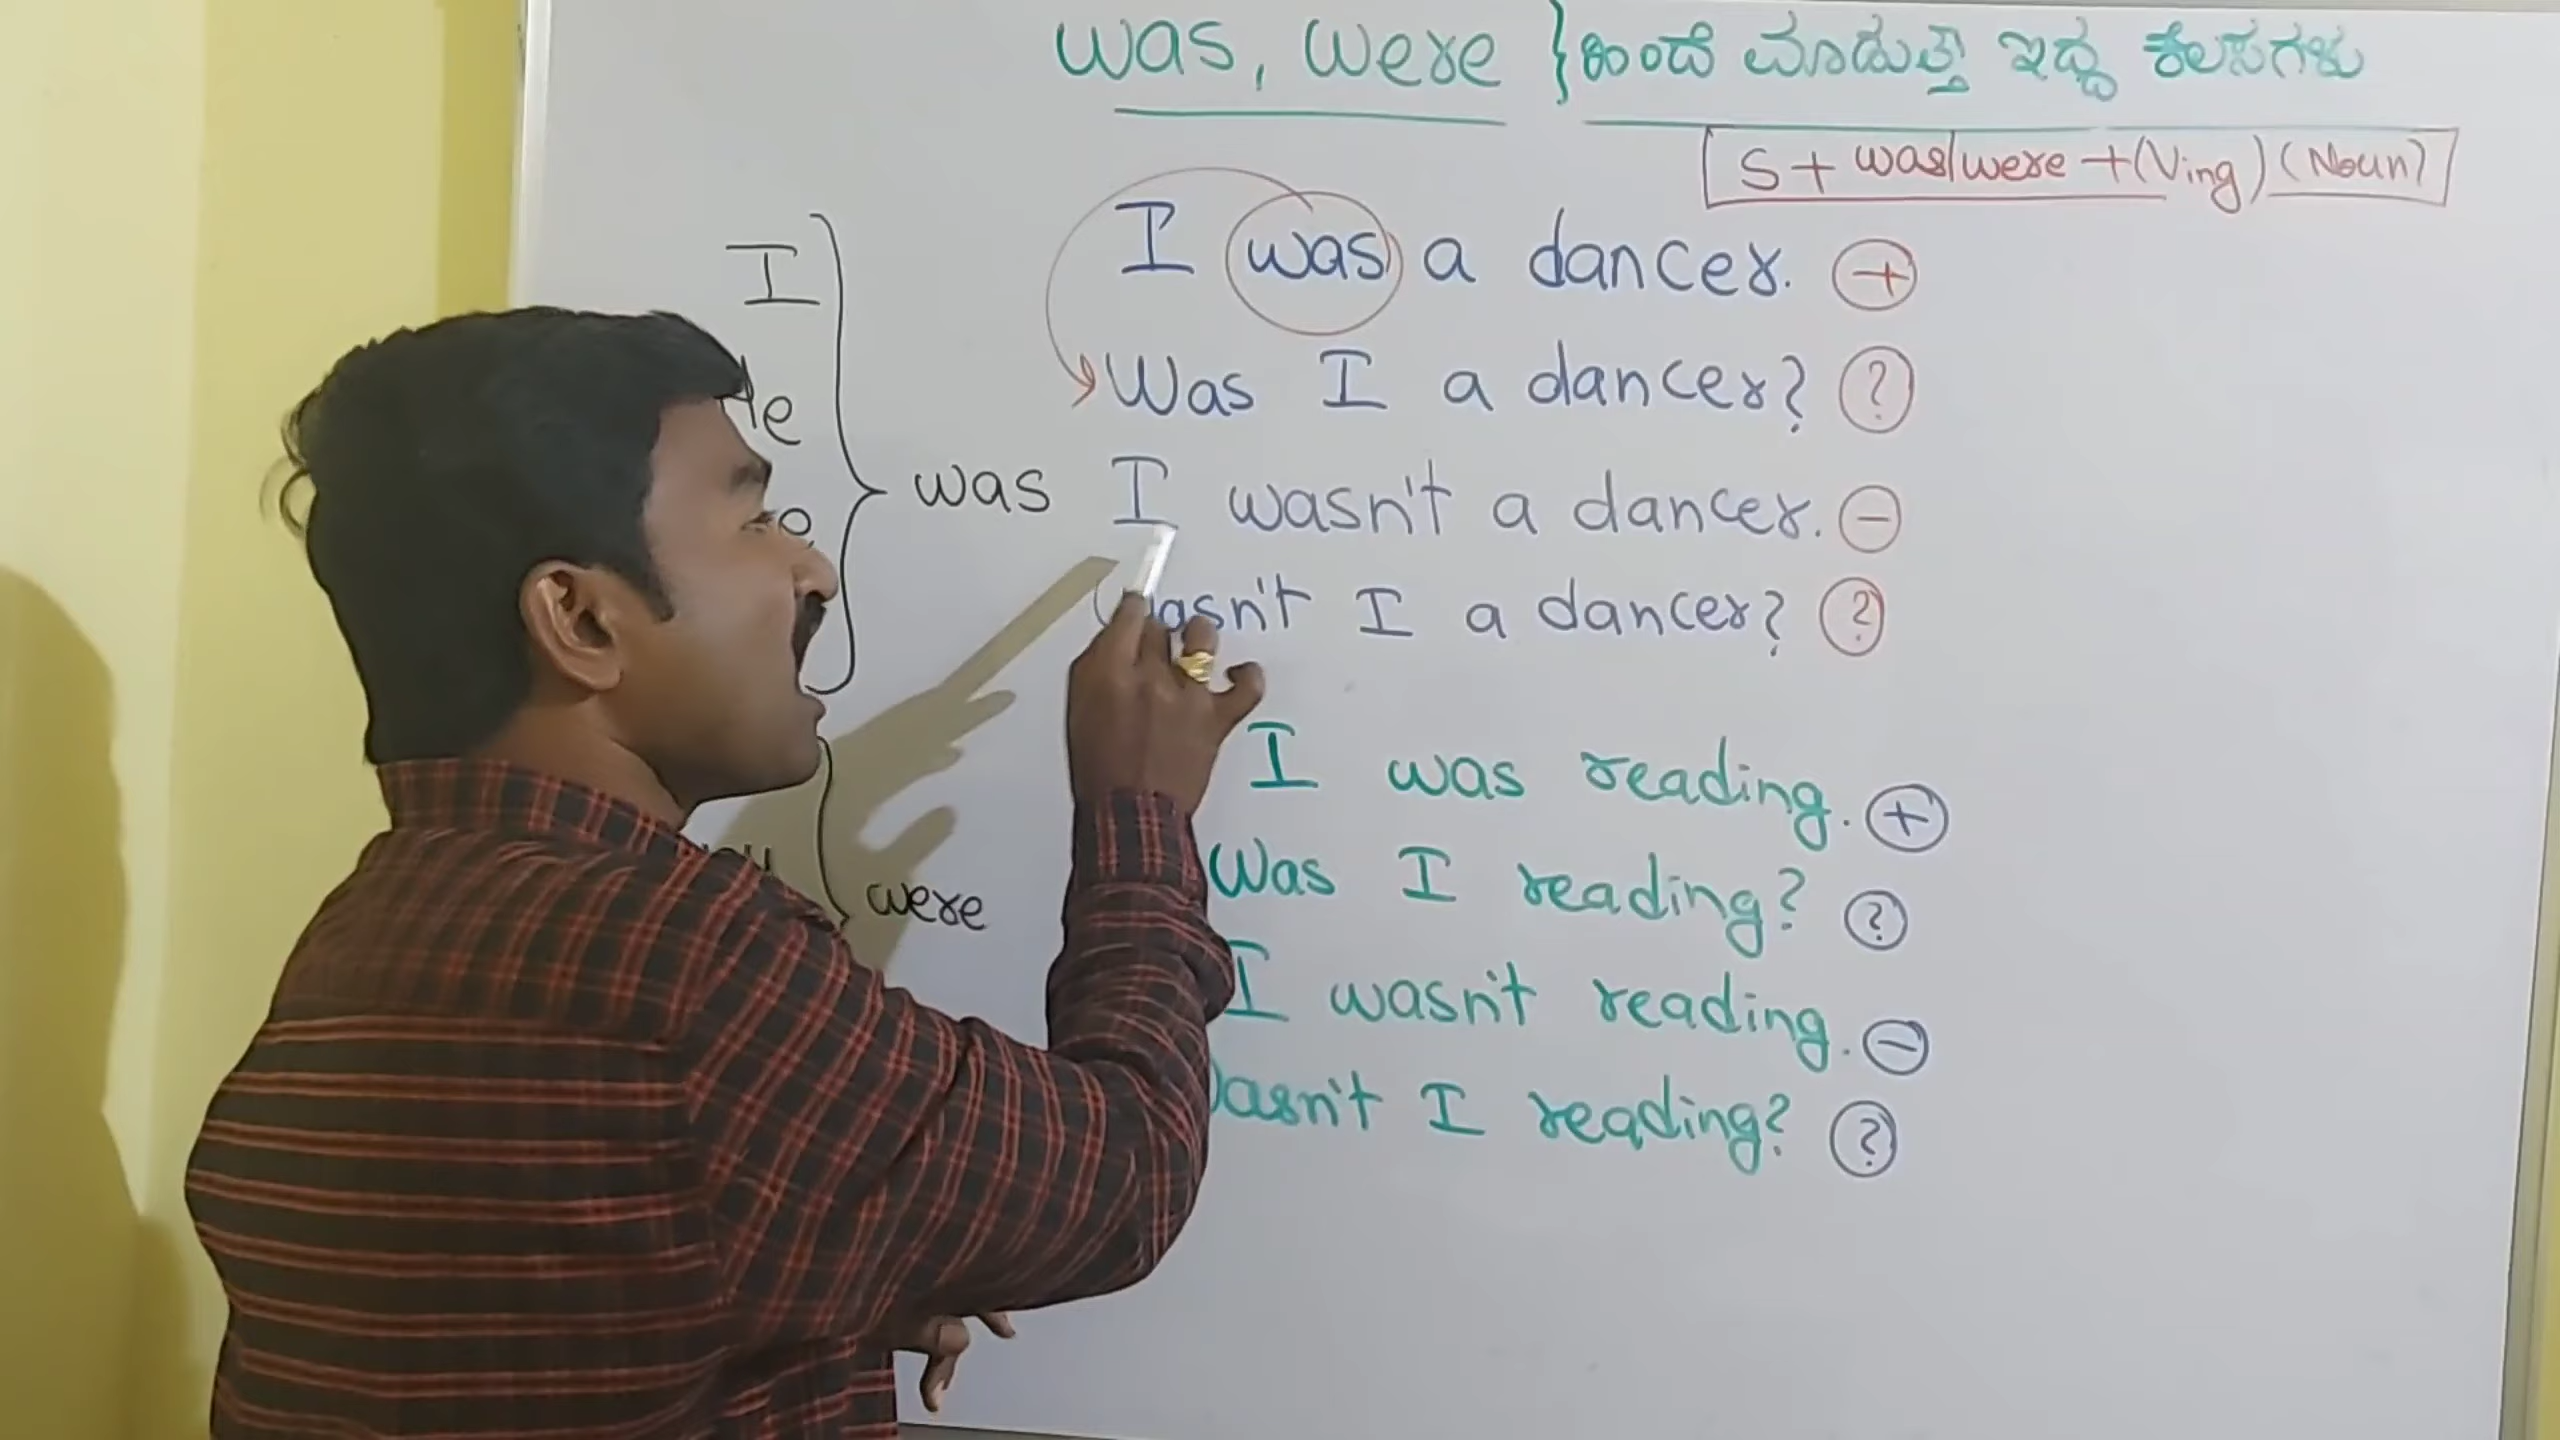 was, were } ಹಿಂದೆ ಮಾಡುತ್ತಾ ಇದ್ದ ಕೆಲಸಗಳು
S + was/were + (Ving) (Noun)
I was a dancer. +
Was I a dancer? ?
I wasn't a dancer. -
I a dancer? ?
I was reading. +
Was I reading? ?
I wasn't reading. -
I reading? ?
I
was
were